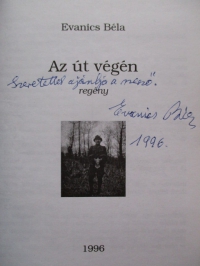 Evanics Béla
Az út végén
Szeretettel ajánlja a szerző.
regény
Evanics Béla
1996.
1996